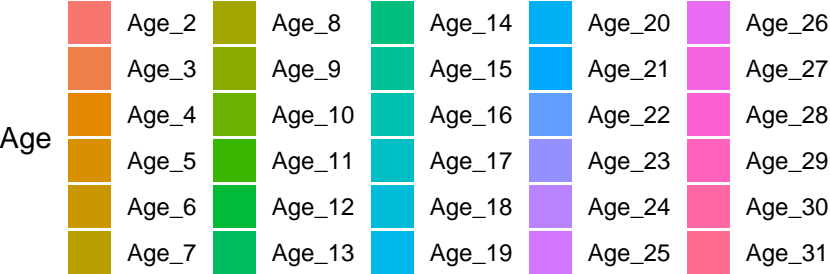 Age
Age_2 Age_8 Age_14 Age_20 Age_26
Age_3 Age_9 Age_15 Age_21 Age_27
Age_4 Age_10 Age_16 Age_22 Age_28
Age_5 Age_11 Age_17 Age_23 Age_29
Age_6 Age_12 Age_18 Age_24 Age_30
Age_7 Age_13 Age_19 Age_25 Age_31